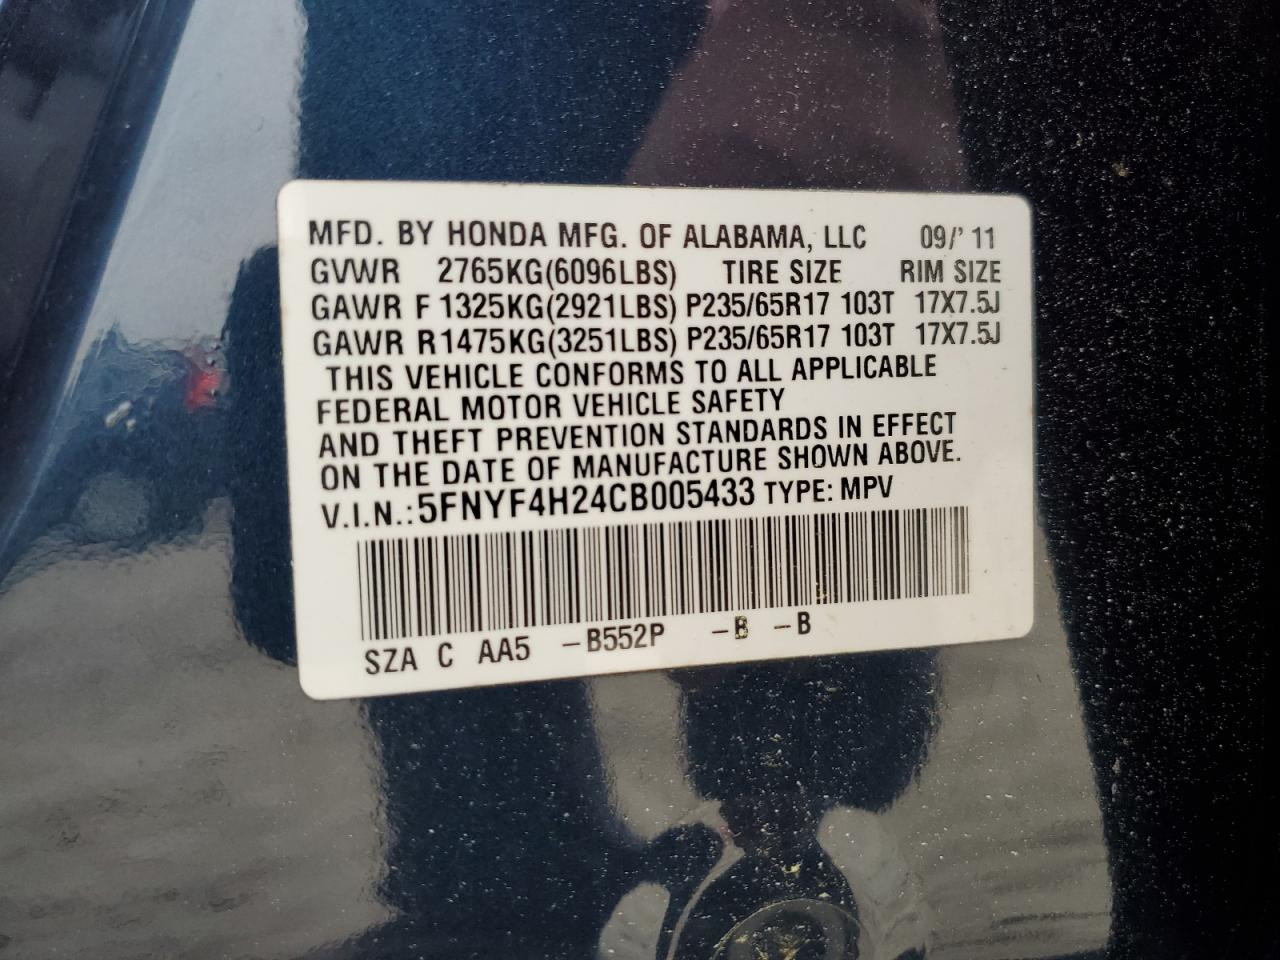 MFD. BY HONDA MFG. OF ALABAMA, LLC 09/'11
GVWR 2765KG(6096LBS) TIRE SIZE RIM SIZE
GAWR F 1325KG(2921LBS) P235/65R17 103T 17X7.5J
GAWR R1475KG(3251LBS) P235/65R17 103T 17X7.5J
THIS VEHICLE CONFORMS TO ALL APPLICABLE
FEDERAL MOTOR VEHICLE SAFETY
AND THEFT PREVENTION STANDARDS IN EFFECT
ON THE DATE OF MANUFACTURE SHOWN ABOVE.
V.I.N.:5FNYF4H24CB005433 TYPE: MPV
SZA C AA5 -B552P -B -B